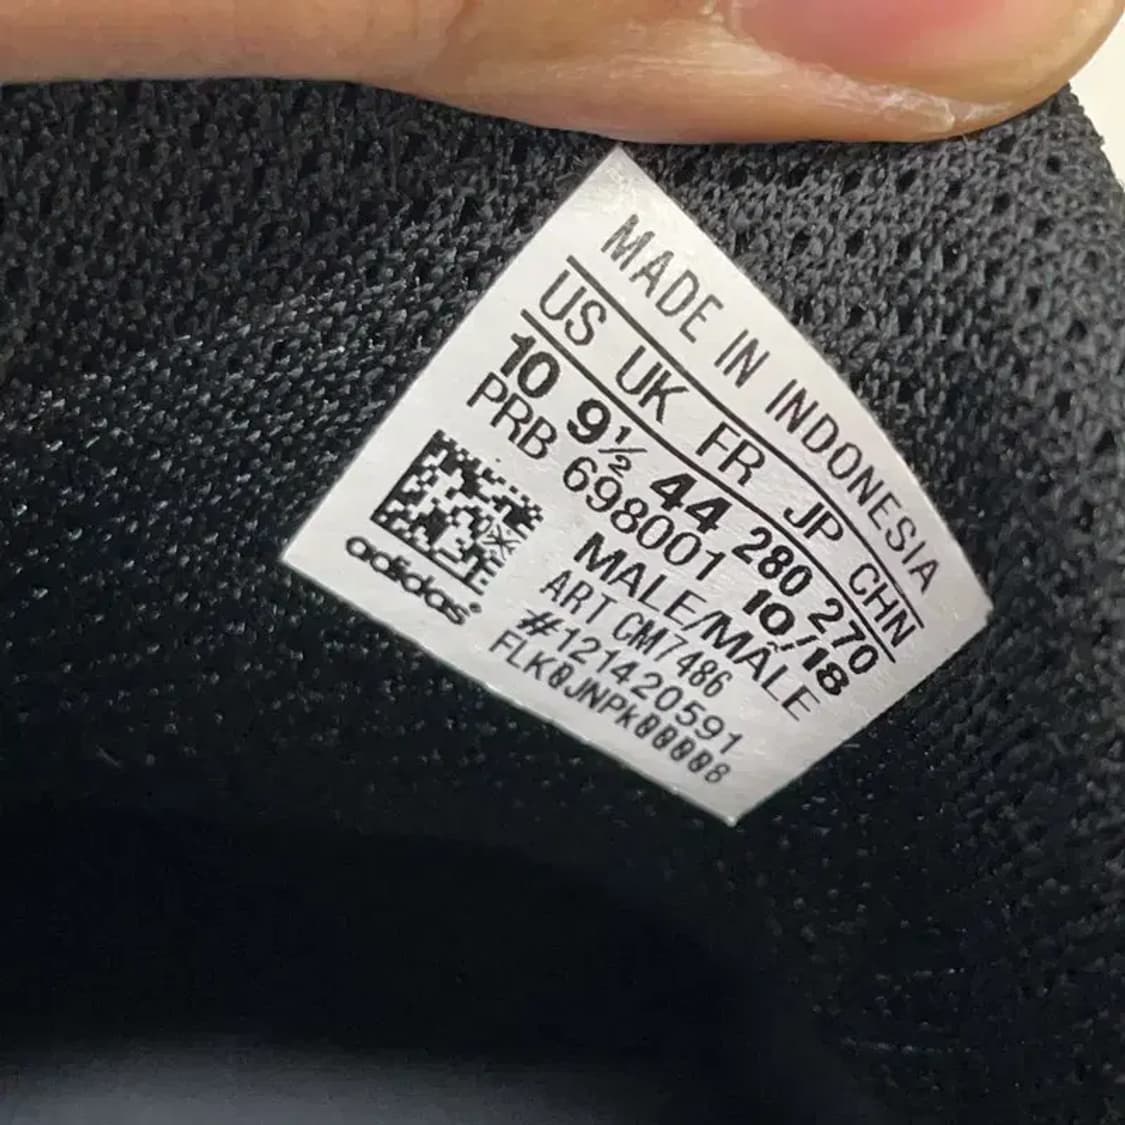 MADE IN INDONESIA
US UK FR JP CHN
10 9½ 44 280 270
PRB 698001 10/18
MALE/MÂLE
ART CM7486
#121420591
FLK0JNPk00008
adidas